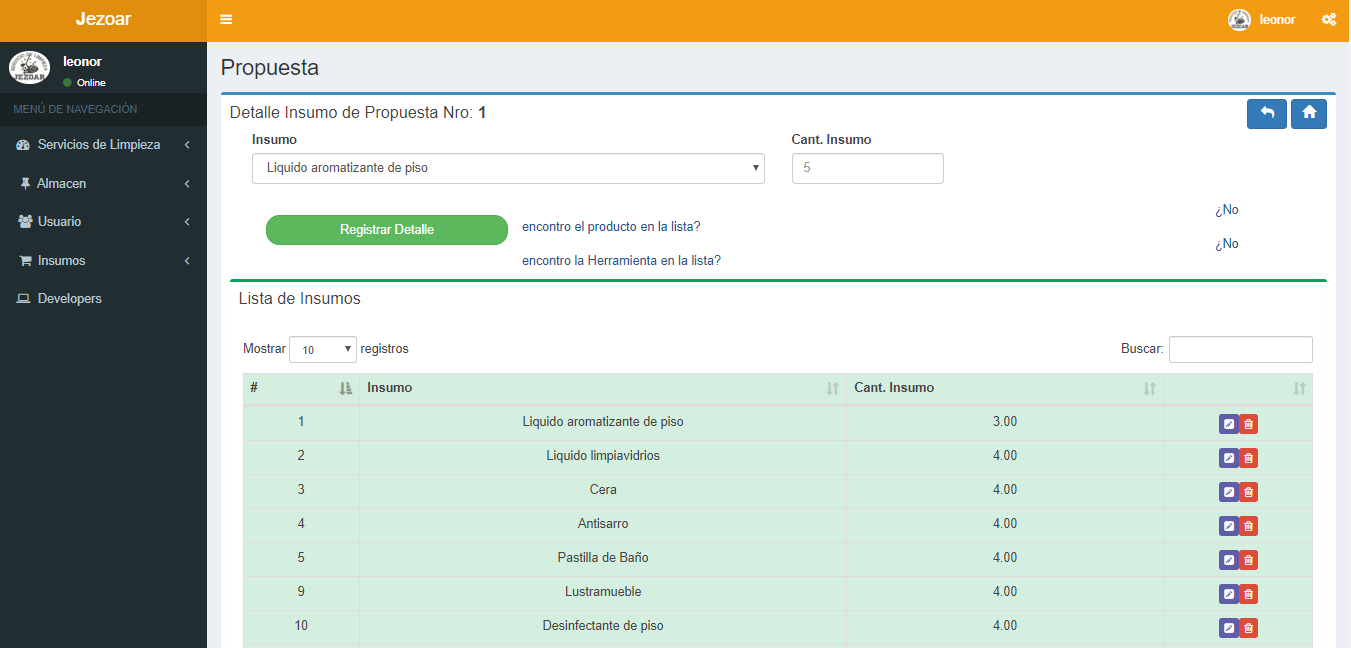 Jezoar
leonor
leonor
Online
MENÚ DE NAVEGACIÓN
Servicios de Limpieza
Almacen
Usuario
Insumos
Developers
Propuesta
Detalle Insumo de Propuesta Nro: 1
Insumo Cant. Insumo
Liquido aromatizante de piso 5
¿No
Registrar Detalle encontro el producto en la lista?
¿No
encontro la Herramienta en la lista?
Lista de Insumos
Mostrar 10 registros Buscar:
# Insumo Cant. Insumo
1 Liquido aromatizante de piso 3.00
2 Liquido limpiavidrios 4.00
3 Cera 4.00
4 Antisarro 4.00
5 Pastilla de Baño 4.00
9 Lustramueble 4.00
10 Desinfectante de piso 4.00